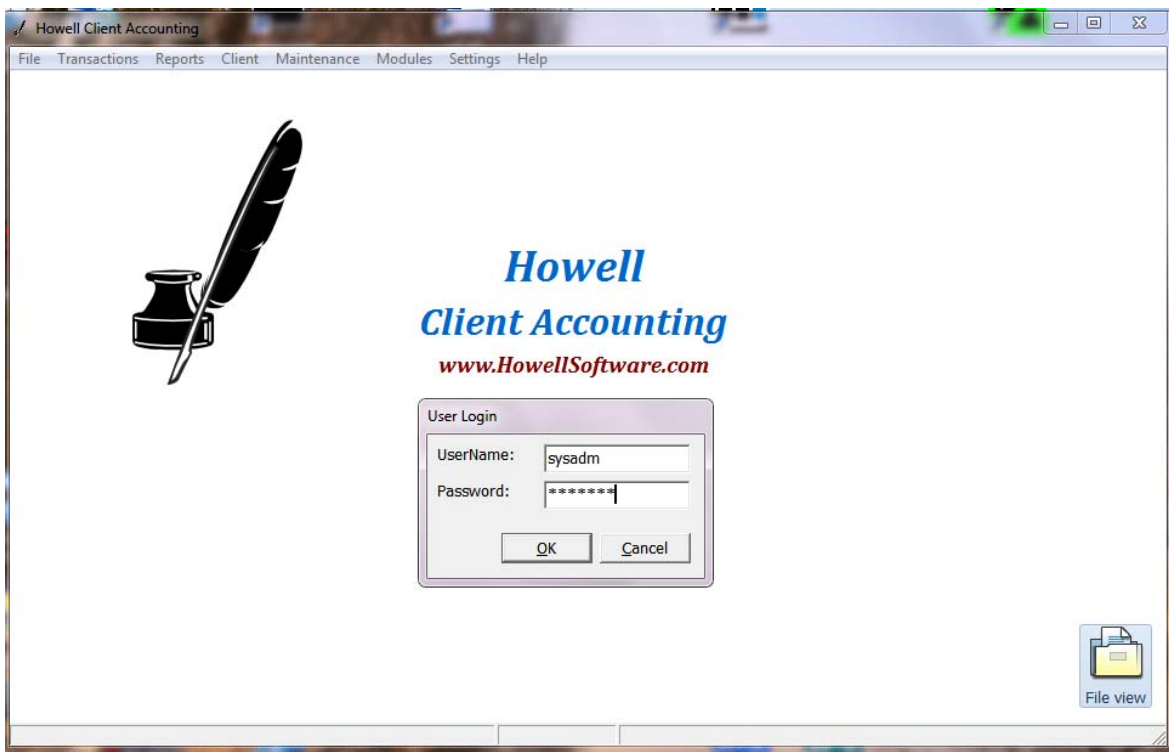 Howell Client Accounting
File Transactions Reports Client Maintenance Modules Settings Help
Howell
Client Accounting
www.HowellSoftware.com
User Login
UserName: sysadm
Password: *******
OK Cancel
File view